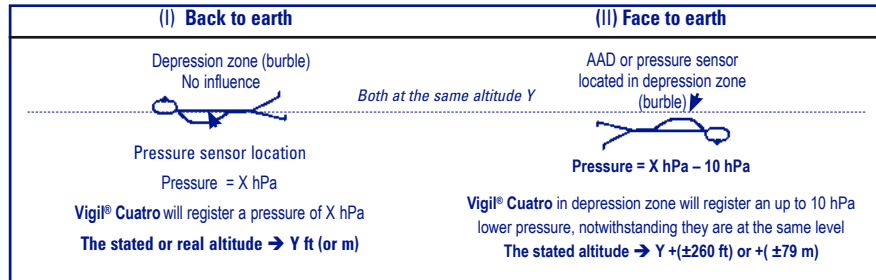 (I) Back to earth
Depression zone (burble)
No influence
Pressure sensor location
Pressure = X hPa
Vigil® Cuatro will register a pressure of X hPa
The stated or real altitude ➔ Y ft (or m)
Both at the same altitude Y
(II) Face to earth
AAD or pressure sensor
located in depression zone
(burble)
Pressure = X hPa – 10 hPa
Vigil® Cuatro in depression zone will register an up to 10 hPa
lower pressure, notwithstanding they are at the same level
The stated altitude ➔ Y +(±260 ft) or +( ±79 m)